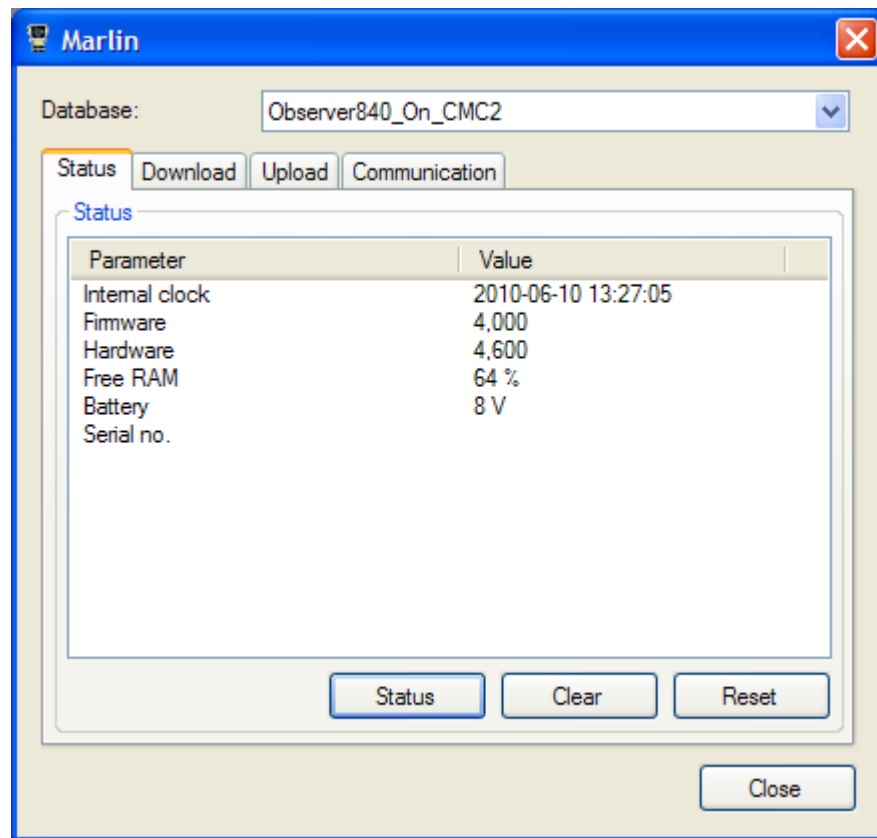 Marlin
Database: Observer840_On_CMC2
Status Download Upload Communication
Status
Parameter Value
Internal clock 2010-06-10 13:27:05
Firmware 4,000
Hardware 4,600
Free RAM 64 %
Battery 8 V
Serial no.
Status Clear Reset
Close